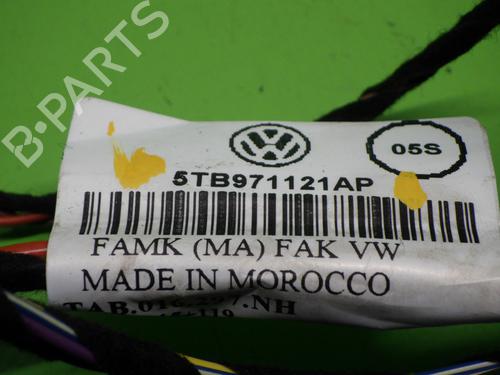 B-PARTS
05S
5TB971121AP
FAMK (MA) FAK VW
MADE IN MOROCCO